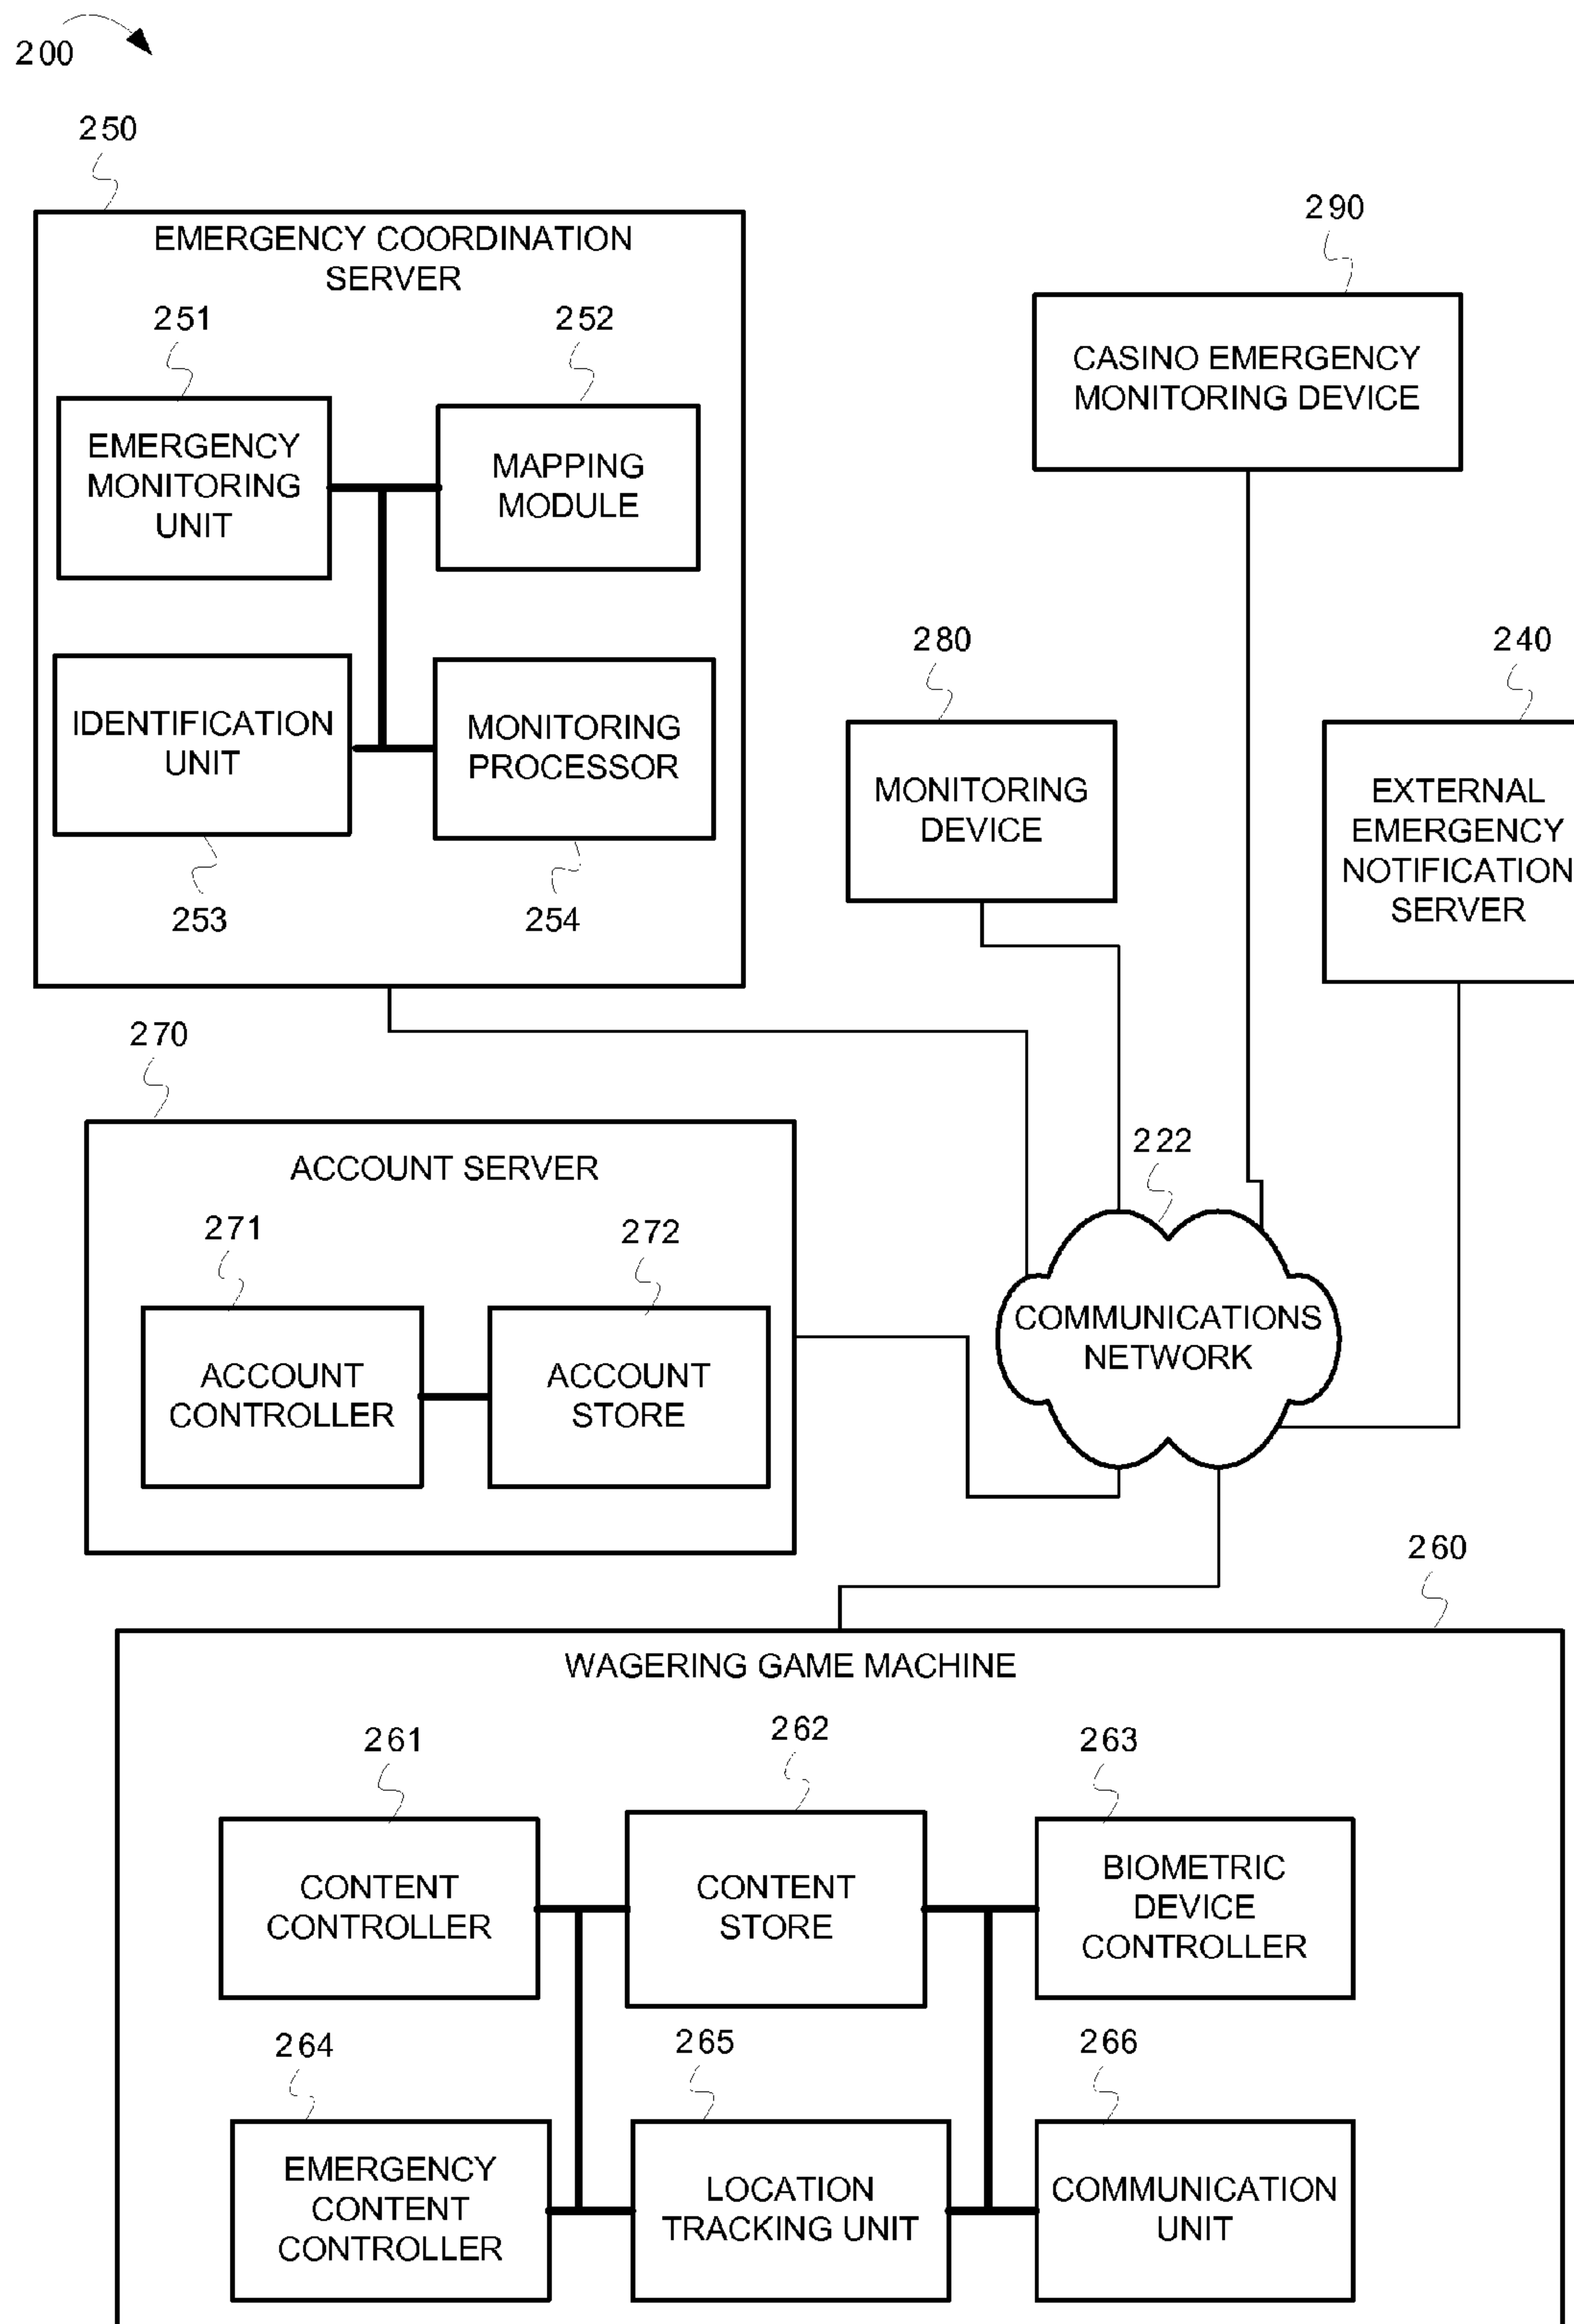 200
250
EMERGENCY COORDINATION
SERVER
251
252
EMERGENCY
MONITORING
UNIT
MAPPING
MODULE
IDENTIFICATION
UNIT
MONITORING
PROCESSOR
253
254
290
CASINO EMERGENCY
MONITORING DEVICE
280
MONITORING
DEVICE
240
EXTERNAL
EMERGENCY
NOTIFICATION
SERVER
270
ACCOUNT SERVER
271
272
ACCOUNT
CONTROLLER
ACCOUNT
STORE
222
COMMUNICATIONS
NETWORK
260
WAGERING GAME MACHINE
261
262
263
CONTENT
CONTROLLER
CONTENT
STORE
BIOMETRIC
DEVICE
CONTROLLER
264
265
266
EMERGENCY
CONTENT
CONTROLLER
LOCATION
TRACKING UNIT
COMMUNICATION
UNIT